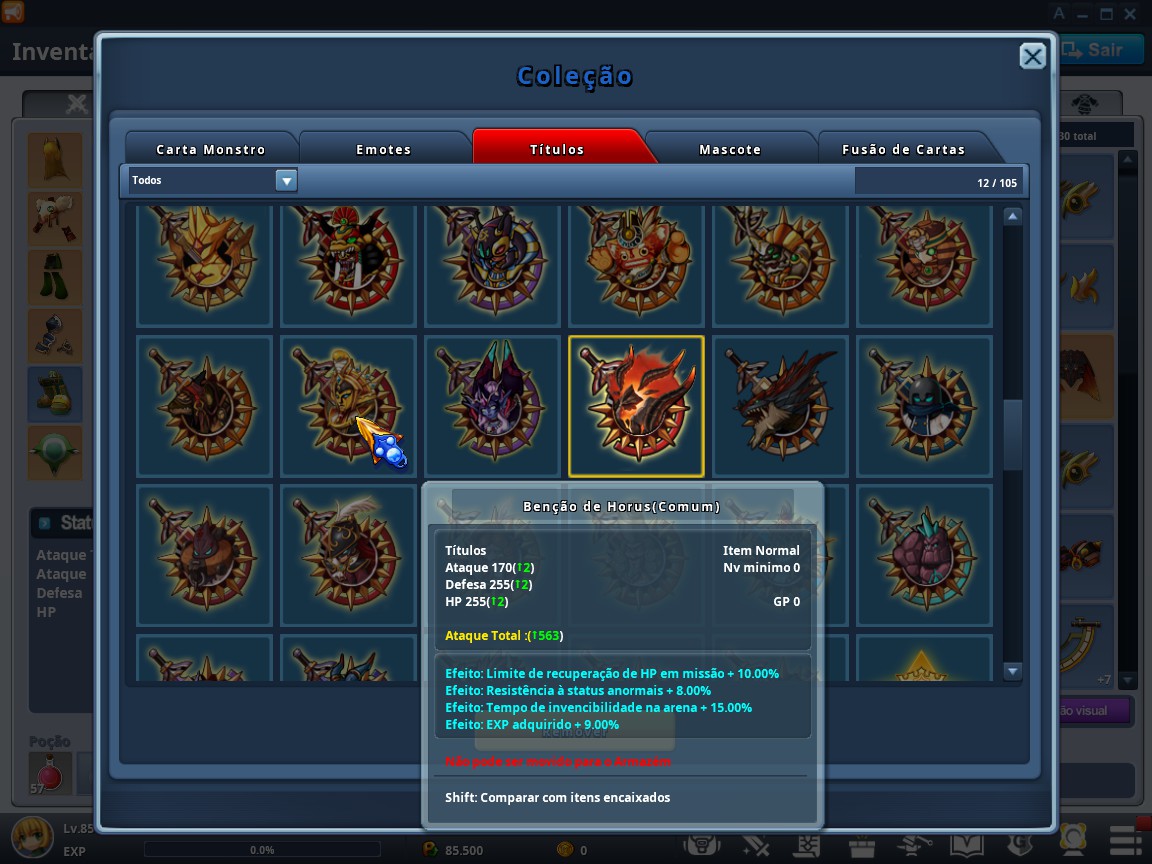 A
Inventa
Sair
Coleção
Carta Monstro
Emotes
Títulos
Mascote
Fusão de Cartas
30 total
Todos
12 / 105
Benção de Horus(Comum)
Títulos Item Normal
Ataque 170(↑2) Nv minimo 0
Defesa 255(↑2)
HP 255(↑2) GP 0
Ataque Total :(↑563)
Efeito: Limite de recuperação de HP em missão + 10.00%
Efeito: Resistência à status anormais + 8.00%
Efeito: Tempo de invencibilidade na arena + 15.00%
Efeito: EXP adquirido + 9.00%
Remover
Não pode ser movido para o Armazém
Shift: Comparar com itens encaixados
Stat
Ataque T
Ataque
Defesa
HP
+7
ão visual
Poção
57
Lv.85
EXP
0.0%
85.500
0